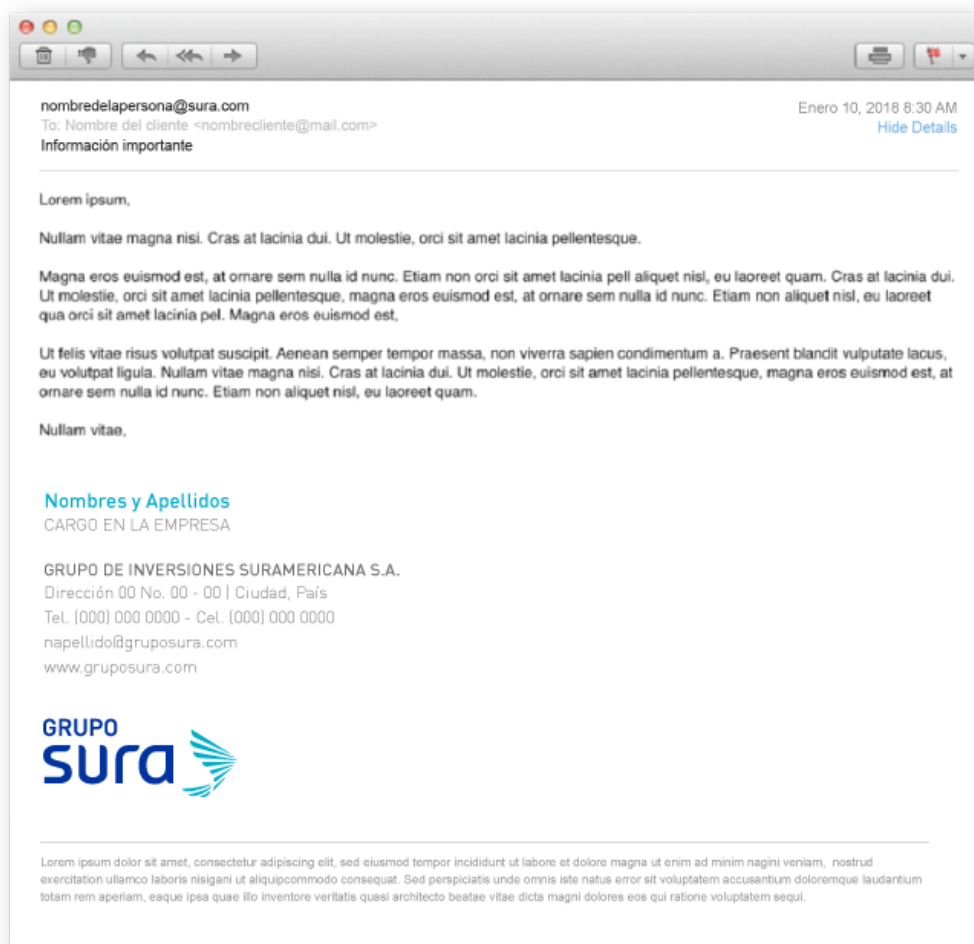 nombredelapersona@sura.com
Enero 10, 2018 8:30 AM
To: Nombre del cliente <nombrecliente@mail.com>
Hide Details
Información importante
Lorem ipsum,
Nullam vitae magna nisi. Cras at lacinia dui. Ut molestie, orci sit amet lacinia pellentesque.
Magna eros euismod est, at ornare sem nulla id nunc. Etiam non orci sit amet lacinia pell aliquet nisl, eu laoreet quam. Cras at lacinia dui.
Ut molestie, orci sit amet lacinia pellentesque, magna eros euismod est, at ornare sem nulla id nunc. Etiam non aliquet nisl, eu laoreet
qua orci sit amet lacinia pel. Magna eros euismod est,
Ut felis vitae risus volutpat suscipit. Aenean semper tempor massa, non viverra sapien condimentum a. Praesent blandit vulputate lacus,
eu volutpat ligula. Nullam vitae magna nisi. Cras at lacinia dui. Ut molestie, orci sit amet lacinia pellentesque, magna eros euismod est, at
ornare sem nulla id nunc. Etiam non aliquet nisl, eu laoreet quam.
Nullam vitae,
Nombres y Apellidos
CARGO EN LA EMPRESA
GRUPO DE INVERSIONES SURAMERICANA S.A.
Dirección 00 No. 00 - 00 | Ciudad, País
Tel. (000) 000 0000 - Cel. (000) 000 0000
napellido@gruposura.com
www.gruposura.com
GRUPO
sura
Lorem ipsum dolor sit amet, consectetur adipiscing elit, sed eiusmod tempor incididunt ut labore et dolore magna ut enim ad minim nagini veniam, nostrud
exercitation ullamco laboris nisigani ut aliquipcommodo consequat. Sed perspiciatis unde omnis iste natus error sit voluptatem accusantium doloremque laudantium
totam rem aperiam, eaque ipsa quae illo inventore veritatis quasi architecto beatae vitae dicta magni dolores eos qui ratione voluptatem sequi.